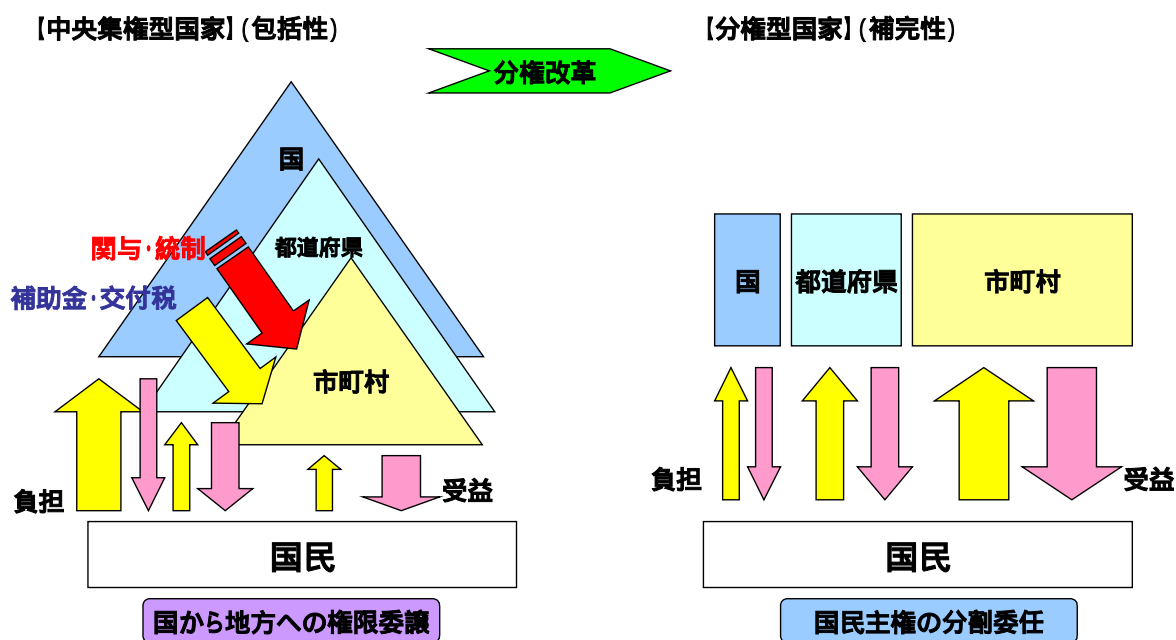 【中央集権型国家】(包括性)
【分権型国家】(補完性)
分権改革
国
関与・統制
都道府県
補助金・交付税
市町村
負担
受益
国民
国から地方への権限委譲
国
都道府県
市町村
負担
受益
国民
国民主権の分割委任